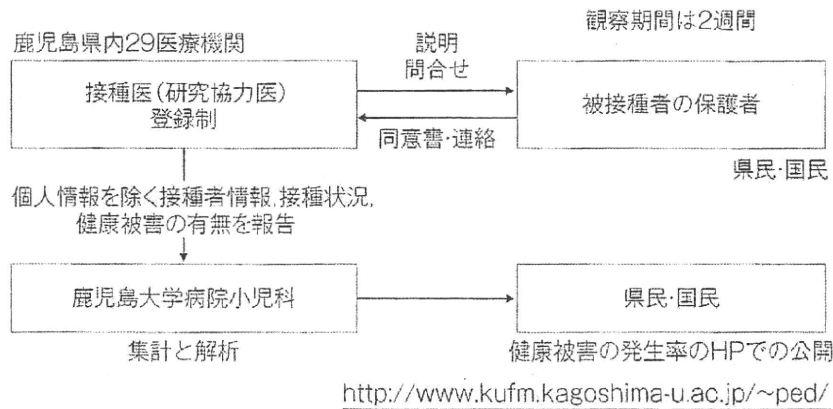 観察期間は2週間
鹿児島県内29医療機関
説明
問合せ
接種医(研究協力医)
登録制
被接種者の保護者
同意書・連絡
県民・国民
個人情報を除く接種者情報,接種状況,
健康被害の有無を報告
鹿児島大学病院小児科
県民・国民
集計と解析
健康被害の発生率のHPでの公開
http://www.kufm.kagoshima-u.ac.jp/~ped/